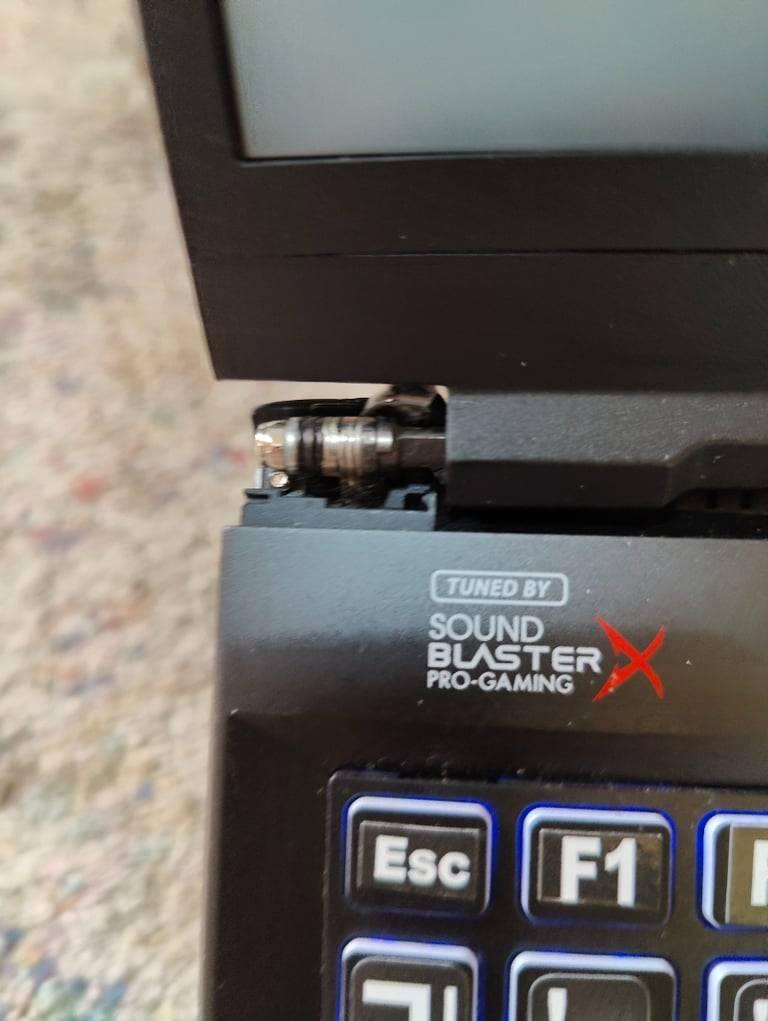 TUNED BY
SOUND
BLASTER
PRO-GAMING
Esc F1